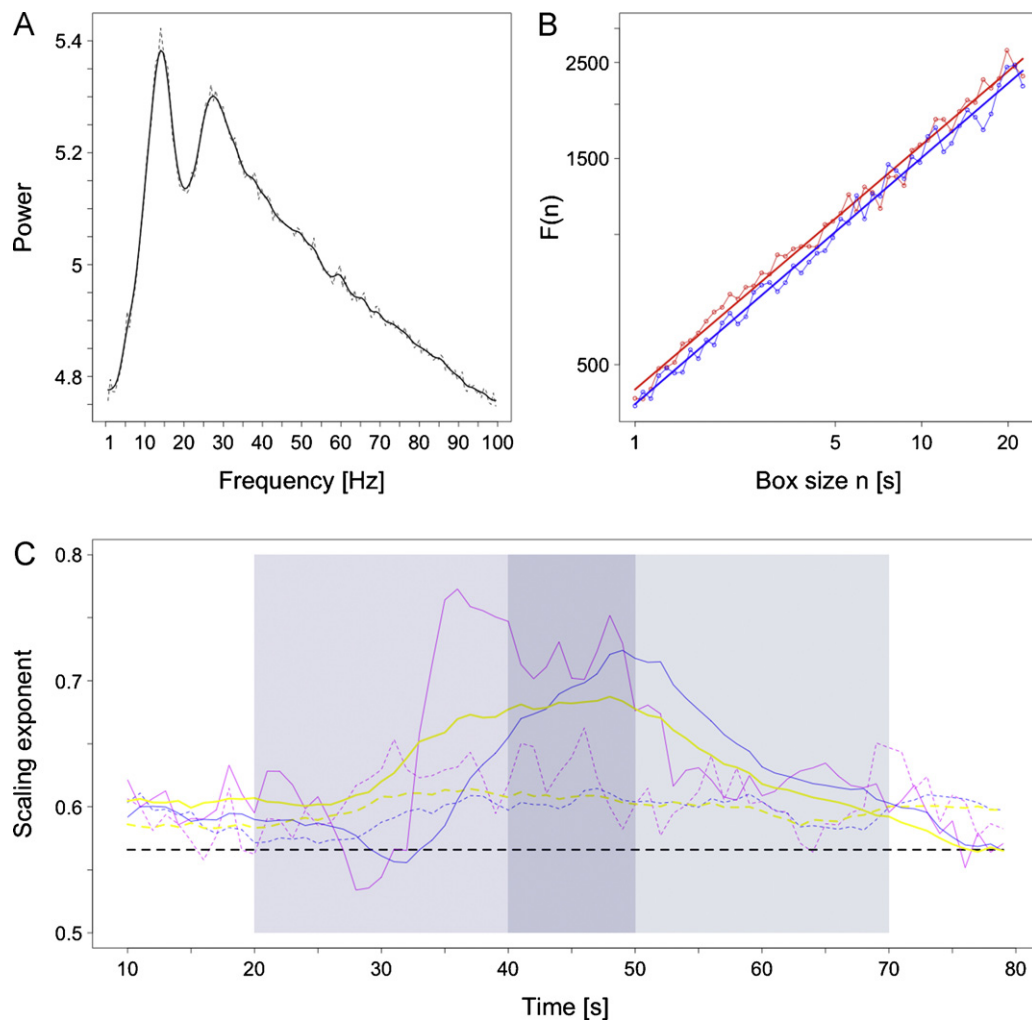 A
5.4
5.2
5
4.8
Power
1 10 20 30 40 50 60 70 80 90 100
Frequency [Hz]
B
2500
1500
500
F(n)
1 5 10 20
Box size n [s]
C
0.8
0.7
0.6
0.5
Scaling exponent
10 20 30 40 50 60 70 80
Time [s]